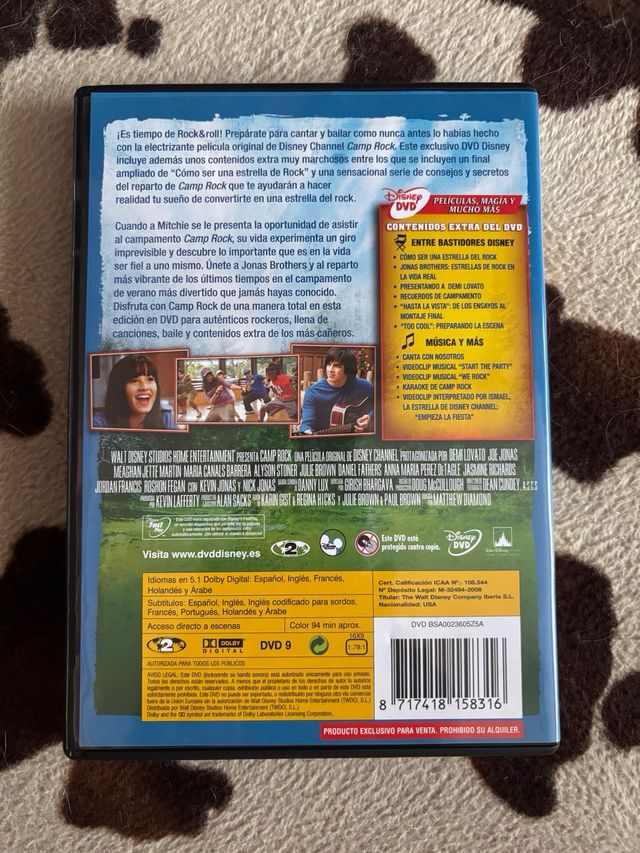 ¡Es tiempo de Rock&roll! Prepárate para cantar y bailar como nunca antes lo habías hecho
con la electrizante película original de Disney Channel Camp Rock. Este exclusivo DVD Disney
incluye además unos contenidos extra muy marchosos entre los que se incluyen un final
ampliado de "Cómo ser una estrella de Rock" y una sensacional serie de consejos y secretos
del reparto de Camp Rock que te ayudarán a hacer
realidad tu sueño de convertirte en una estrella del rock.
Cuando a Mitchie se le presenta la oportunidad de asistir
al campamento Camp Rock, su vida experimenta un giro
imprevisible y descubre lo importante que es en la vida
ser fiel a uno mismo. Únete a Jonas Brothers y al reparto
más vibrante de los últimos tiempos en el campamento
de verano más divertido que jamás hayas conocido.
Disfruta con Camp Rock de una manera total en esta
edición en DVD para auténticos rockeros, llena de
canciones, baile y contenidos extra de los más cañeros.
Disney
DVD
PELÍCULAS, MAGIA Y
MUCHO MÁS
CONTENIDOS EXTRA DEL DVD
ENTRE BASTIDORES DISNEY
• CÓMO SER UNA ESTRELLA DEL ROCK
• JONAS BROTHERS: ESTRELLAS DE ROCK EN
LA VIDA REAL
• PRESENTANDO A DEMI LOVATO
• RECUERDOS DE CAMPAMENTO
• "HASTA LA VISTA": DE LOS ENSAYOS AL
MONTAJE FINAL
• "TOO COOL": PREPARANDO LA ESCENA
MÚSICA Y MÁS
• CANTA CON NOSOTROS
• VIDEOCLIP MUSICAL "START THE PARTY"
• VIDEOCLIP MUSICAL "WE ROCK"
• KARAOKE DE CAMP ROCK
• VIDEOCLIP INTERPRETADO POR ISMAEL,
LA ESTRELLA DE DISNEY CHANNEL:
"EMPIEZA LA FIESTA"
WALT DISNEY STUDIOS HOME ENTERTAINMENT PRESENTA CAMP ROCK UNA PELÍCULA ORIGINAL DE DISNEY CHANNEL PROTAGONIZADA POR DEMI LOVATO JOE JONAS
MEAGHAN JETTE MARTIN MARIA CANALS BARRERA ALYSON STONER JULIE BROWN DANIEL FATHERS ANNA MARIA PEREZ DETAGLE JASMINE RICHARDS
JORDAN FRANCIS ROSHON FEGAN CON KEVIN JONAS Y NICK JONAS DANNY LUX GIRISH BHARGAVA DOUG McCULLOUGH DEAN CUNDEY, A.S.C.
KEVIN LAFFERTY ALAN SACKS KARIN GIST & REGINA HICKS Y JULIE BROWN & PAUL BROWN MATTHEW DIAMOND
Fast Play
Visita www.dvddisney.es
2
Este DVD está
protegido contra copia.
Disney
DVD
Idiomas en 5.1 Dolby Digital: Español, Inglés, Francés,
Holandés y Árabe
Subtítulos: Español, Inglés, Inglés codificado para sordos,
Francés, Portugués, Holandés y Árabe
Acceso directo a escenas
Color 94 min aprox.
Cert. Calificación ICAA Nº.: 108.544
Nº Depósito Legal: M-32494-2008
Titular: The Walt Disney Company Iberia S.L.
Nacionalidad: USA
2
DOLBY
DIGITAL
DVD 9
16X9
1.78:1
AUTORIZADA PARA TODOS LOS PÚBLICOS
DVD BSA0023605Z5A
8 717418 158316
PRODUCTO EXCLUSIVO PARA VENTA. PROHIBIDO SU ALQUILER.